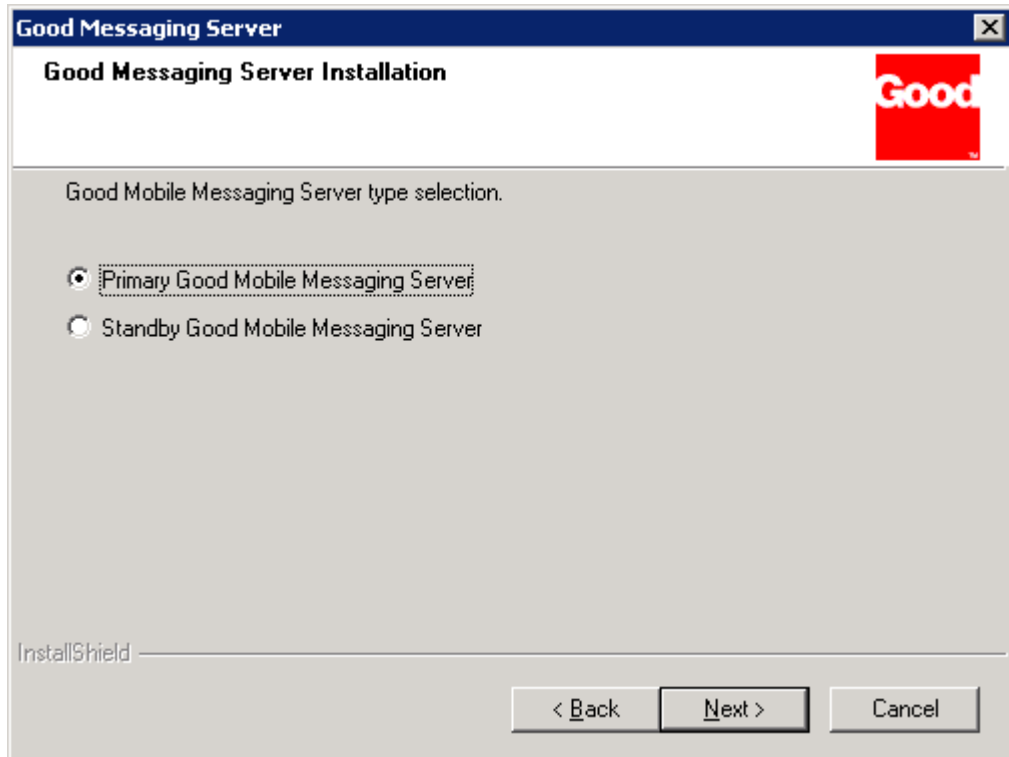 Good Messaging Server
Good Messaging Server Installation
Good
TM
Good Mobile Messaging Server type selection.
Primary Good Mobile Messaging Server
Standby Good Mobile Messaging Server
InstallShield
< Back
Next >
Cancel